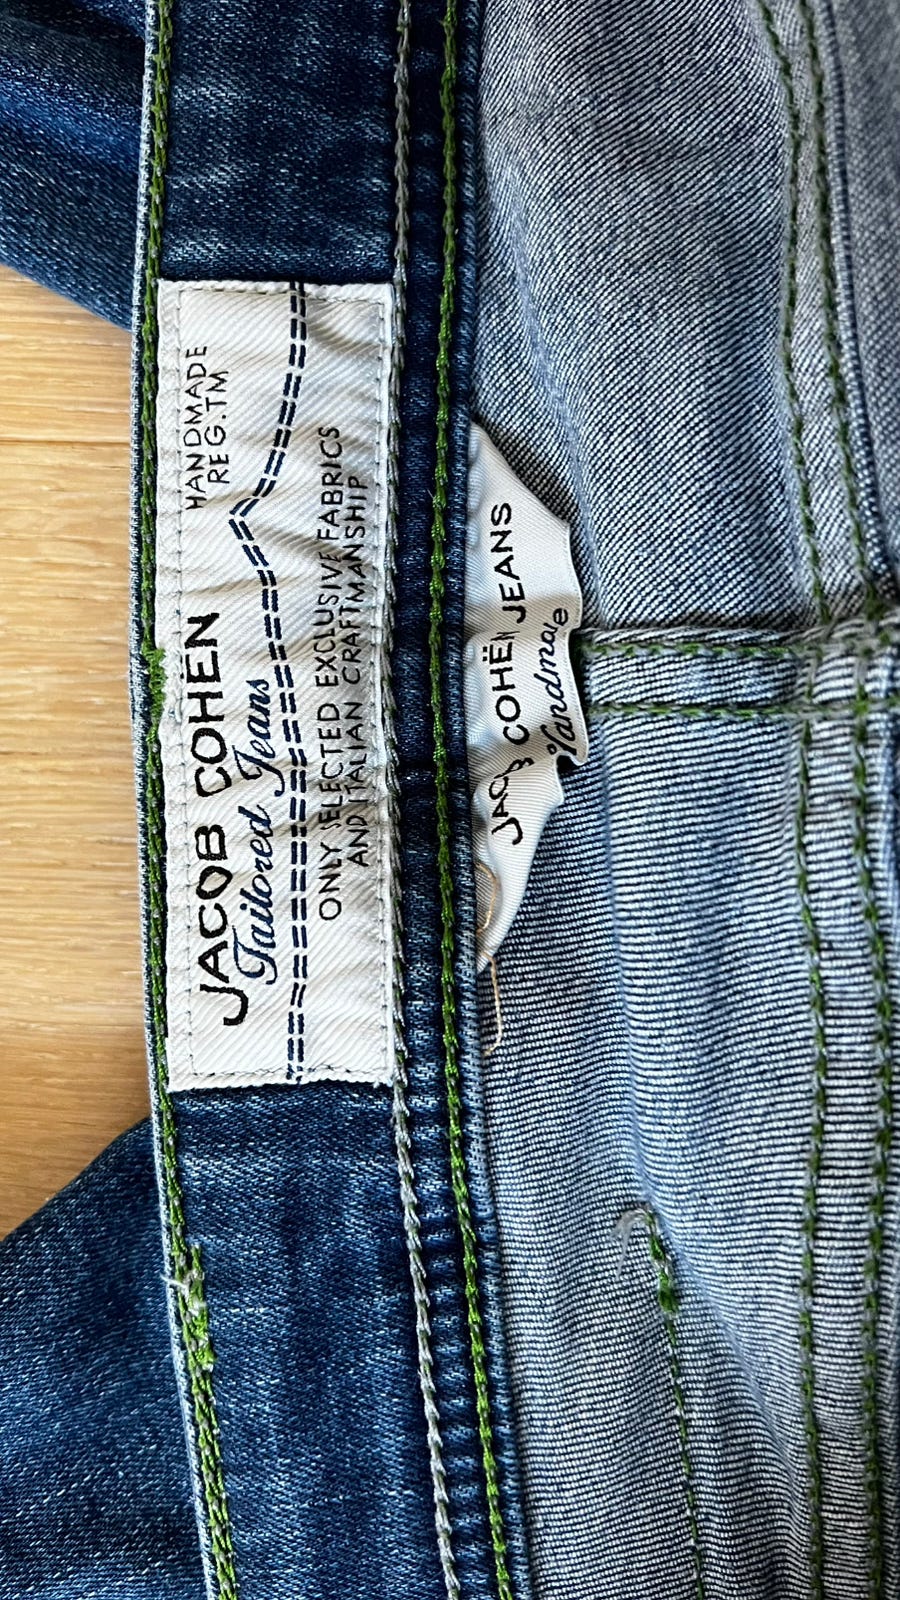 JACOB COHËN
HANDMADE
REG.TM
Tailored Jeans
ONLY SELECTED EXCLUSIVE FABRICS
AND ITALIAN CRAFTMANSHIP
JACOB COHËN JEANS
Handmade